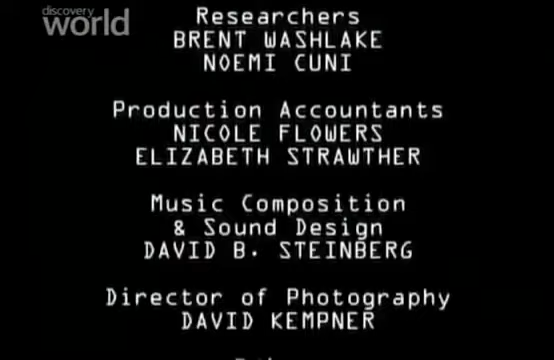 discovery
world
Researchers
BRENT WASHLAKE
NOEMI CUNI
Production Accountants
NICOLE FLOWERS
ELIZABETH STRAWTHER
Music Composition
& Sound Design
DAVID B. STEINBERG
Director of Photography
DAVID KEMPNER